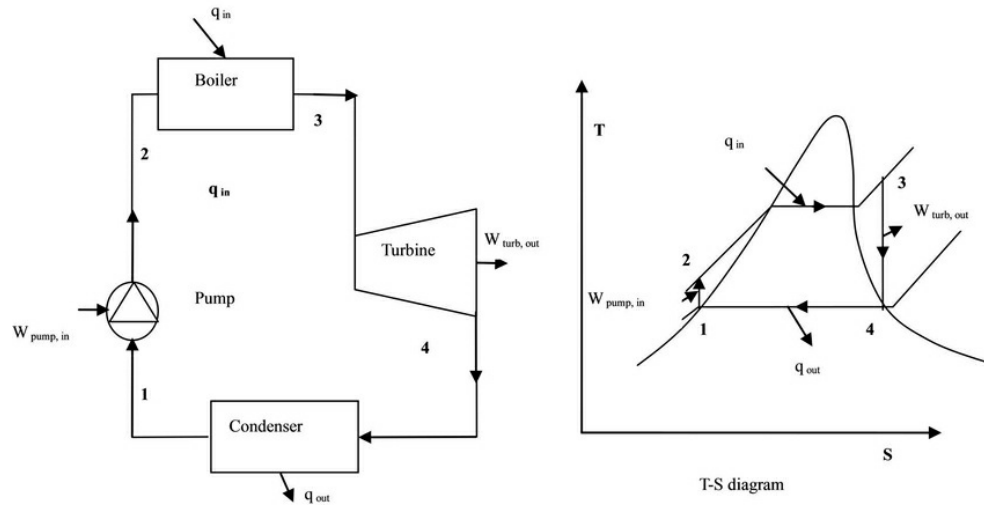 q in
Boiler
3
2
q in
Turbine
W turb, out
Pump
W pump, in
4
1
Condenser
q out
T
q in
3
W turb, out
2
W pump, in
1
4
q out
S
T-S diagram